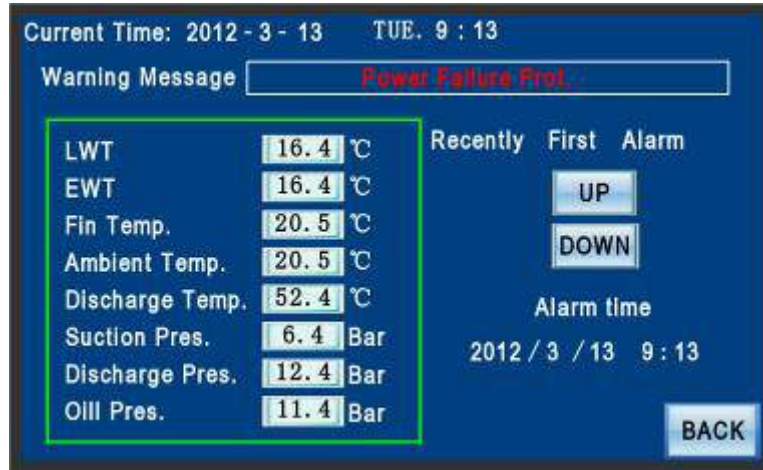 Current Time: 2012 - 3 - 13 TUE. 9 : 13
Warning Message Power Failure Prot.
LWT 16.4 ℃
EWT 16.4 ℃
Fin Temp. 20.5 ℃
Ambient Temp. 20.5 ℃
Discharge Temp. 52.4 ℃
Suction Pres. 6.4 Bar
Discharge Pres. 12.4 Bar
Oill Pres. 11.4 Bar
Recently First Alarm
UP
DOWN
Alarm time
2012 / 3 / 13 9 : 13
BACK